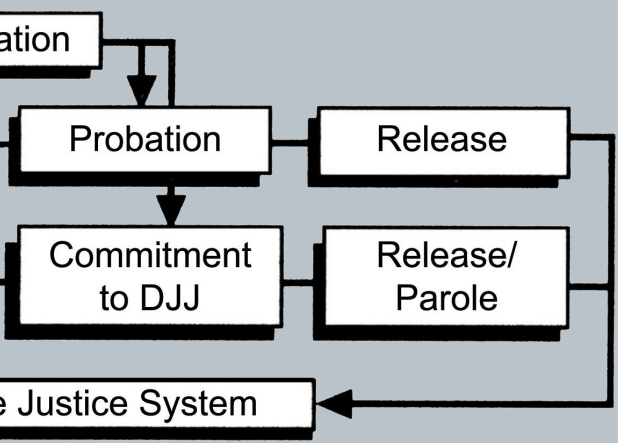 ation
Probation
Release
Commitment
to DJJ
Release/
Parole
e Justice System